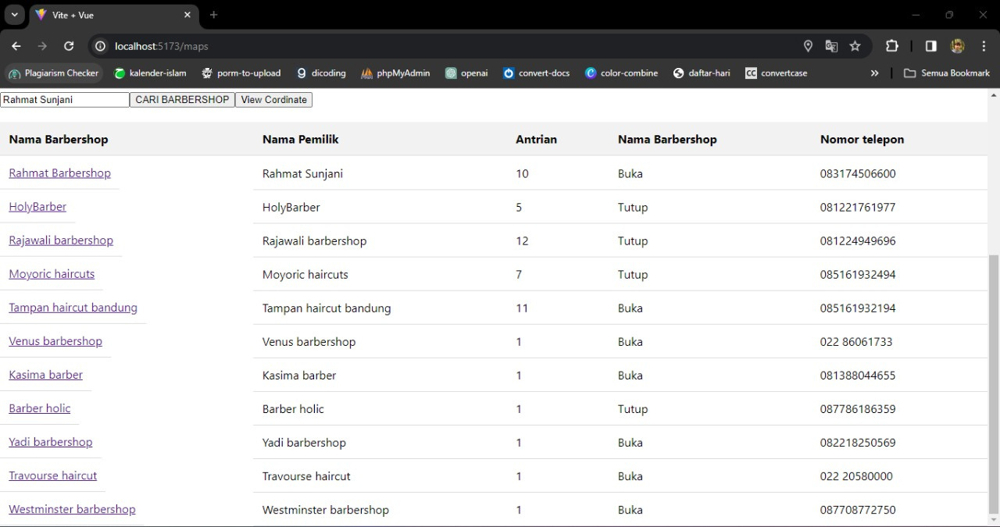 Vite + Vue
localhost:5173/maps
Plagiarism Checker kalender-islam porm-to-upload dicoding phpMyAdmin openai convert-docs color-combine daftar-hari CC convertcase » Semua Bookmark
Rahmat Sunjani CARI BARBERSHOP View Cordinate
Nama Barbershop Nama Pemilik Antrian Nama Barbershop Nomor telepon
Rahmat Barbershop Rahmat Sunjani 10 Buka 083174506600
HolyBarber HolyBarber 5 Tutup 081221761977
Rajawali barbershop Rajawali barbershop 12 Tutup 081224949696
Moyoric haircuts Moyoric haircuts 7 Tutup 085161932494
Tampan haircut bandung Tampan haircut bandung 11 Buka 085161932194
Venus barbershop Venus barbershop 1 Buka 022 86061733
Kasima barber Kasima barber 1 Buka 081388044655
Barber holic Barber holic 1 Tutup 087786186359
Yadi barbershop Yadi barbershop 1 Buka 082218250569
Travourse haircut Travourse haircut 1 Buka 022 20580000
Westminster barbershop Westminster barbershop 1 Buka 087708772750